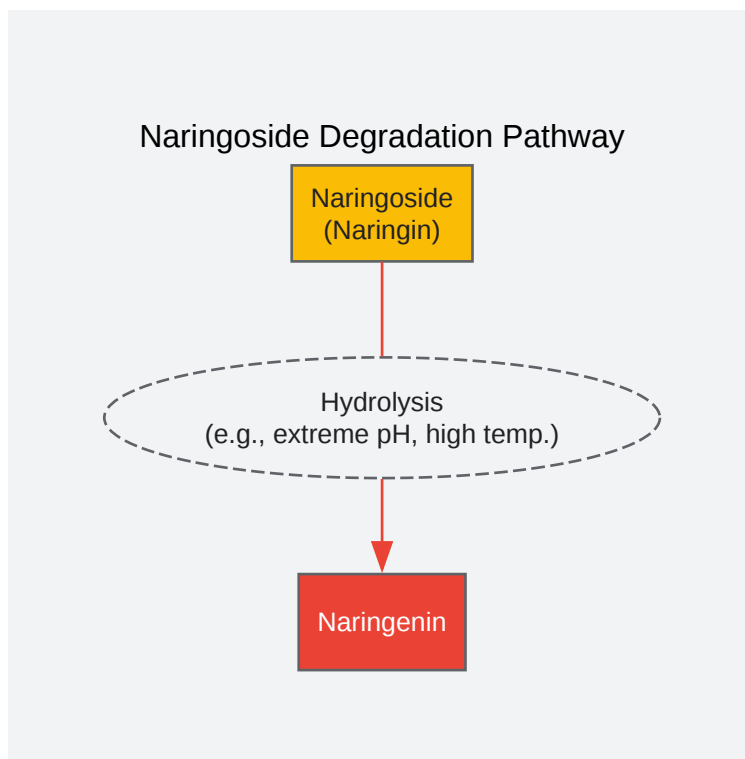 Naringoside Degradation Pathway
Naringoside
(Naringin)
Hydrolysis
(e.g., extreme pH, high temp.)
Naringenin